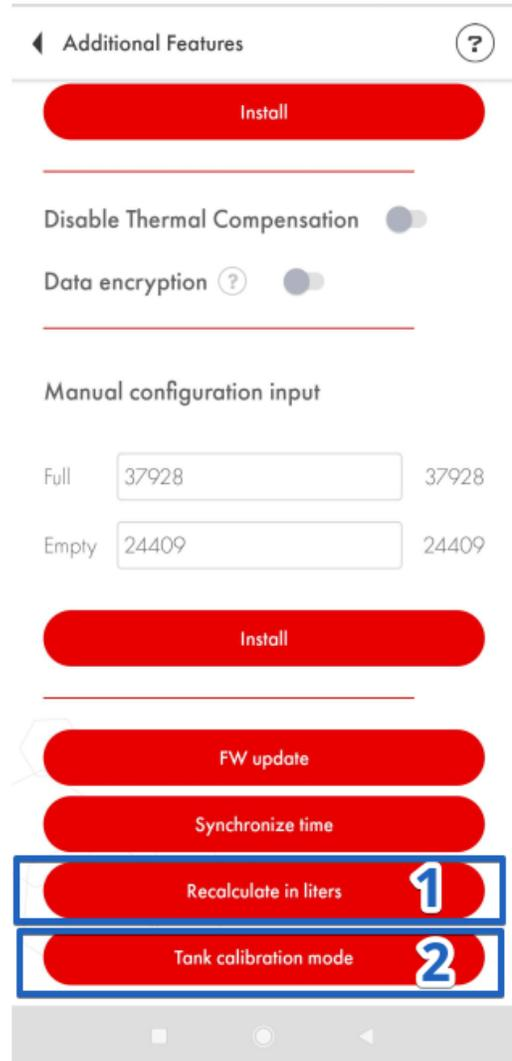 Additional Features ?
Install
Disable Thermal Compensation
Data encryption ?
Manual configuration input
Full 37928 37928
Empty 24409 24409
Install
FW update
Synchronize time
Recalculate in liters 1
Tank calibration mode 2